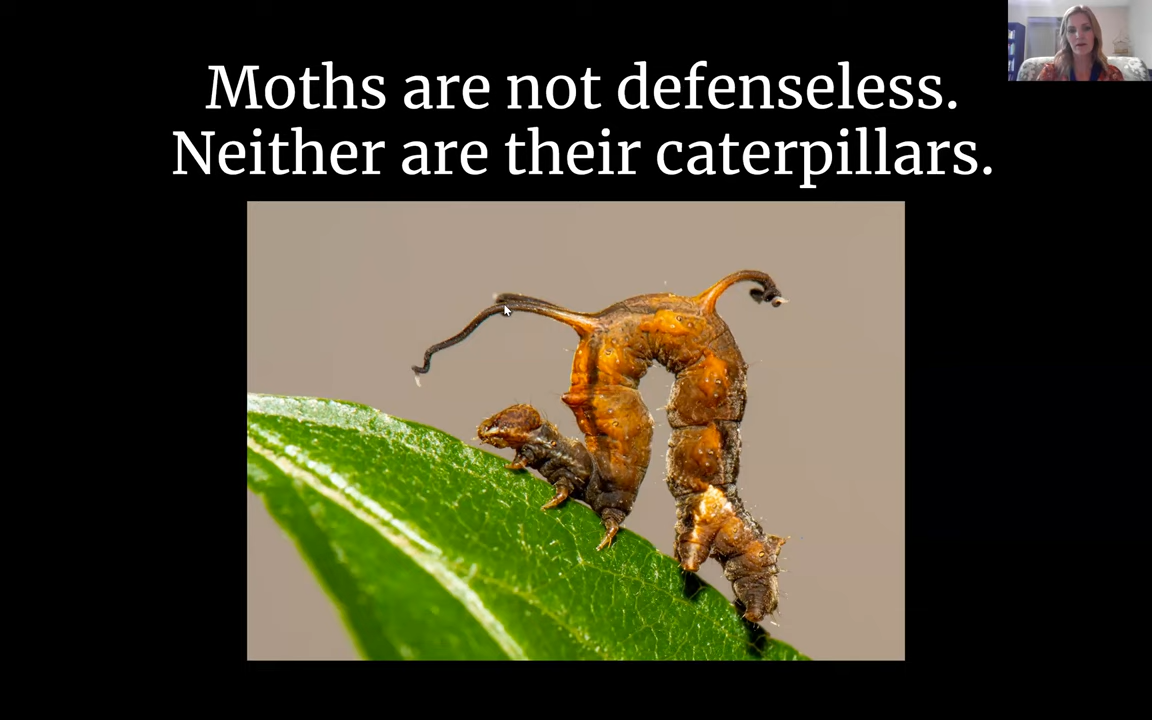 Moths are not defenseless.
Neither are their caterpillars.